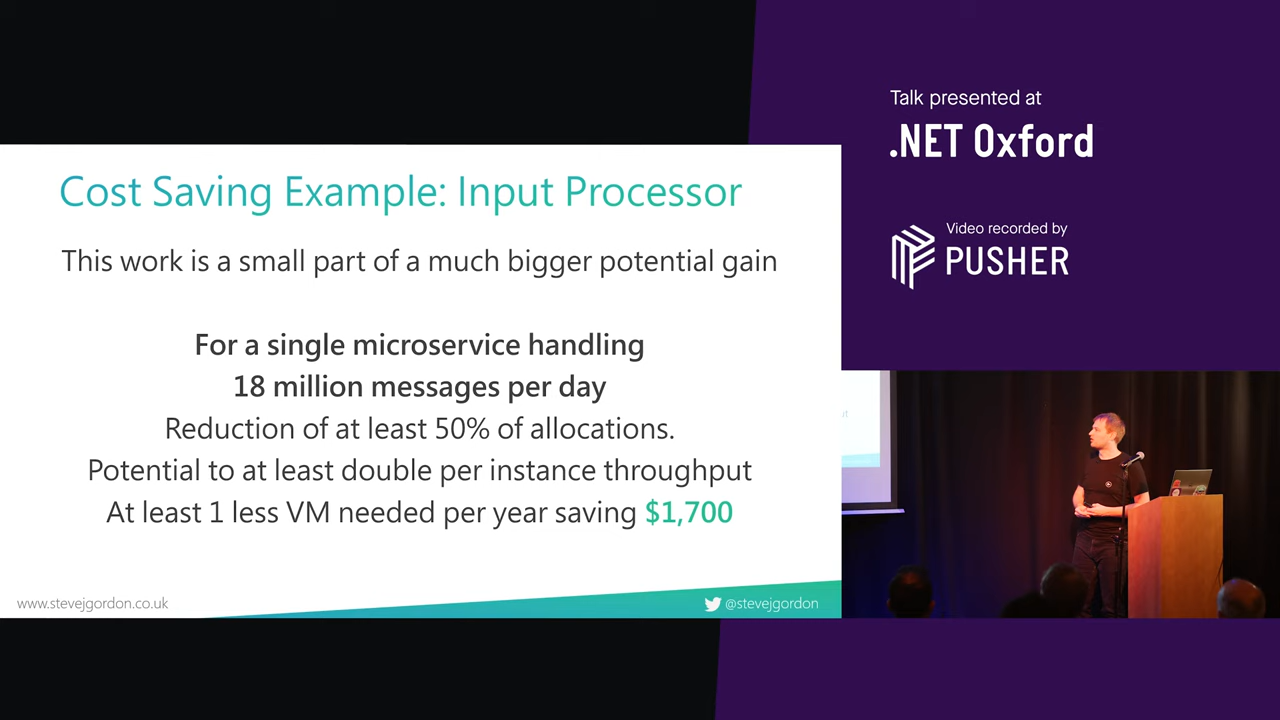 Talk presented at
.NET Oxford
Video recorded by
PUSHER
Cost Saving Example: Input Processor
This work is a small part of a much bigger potential gain
For a single microservice handling
18 million messages per day
Reduction of at least 50% of allocations.
Potential to at least double per instance throughput
At least 1 less VM needed per year saving $1,700
www.stevejgordon.co.uk
@stevejgordon